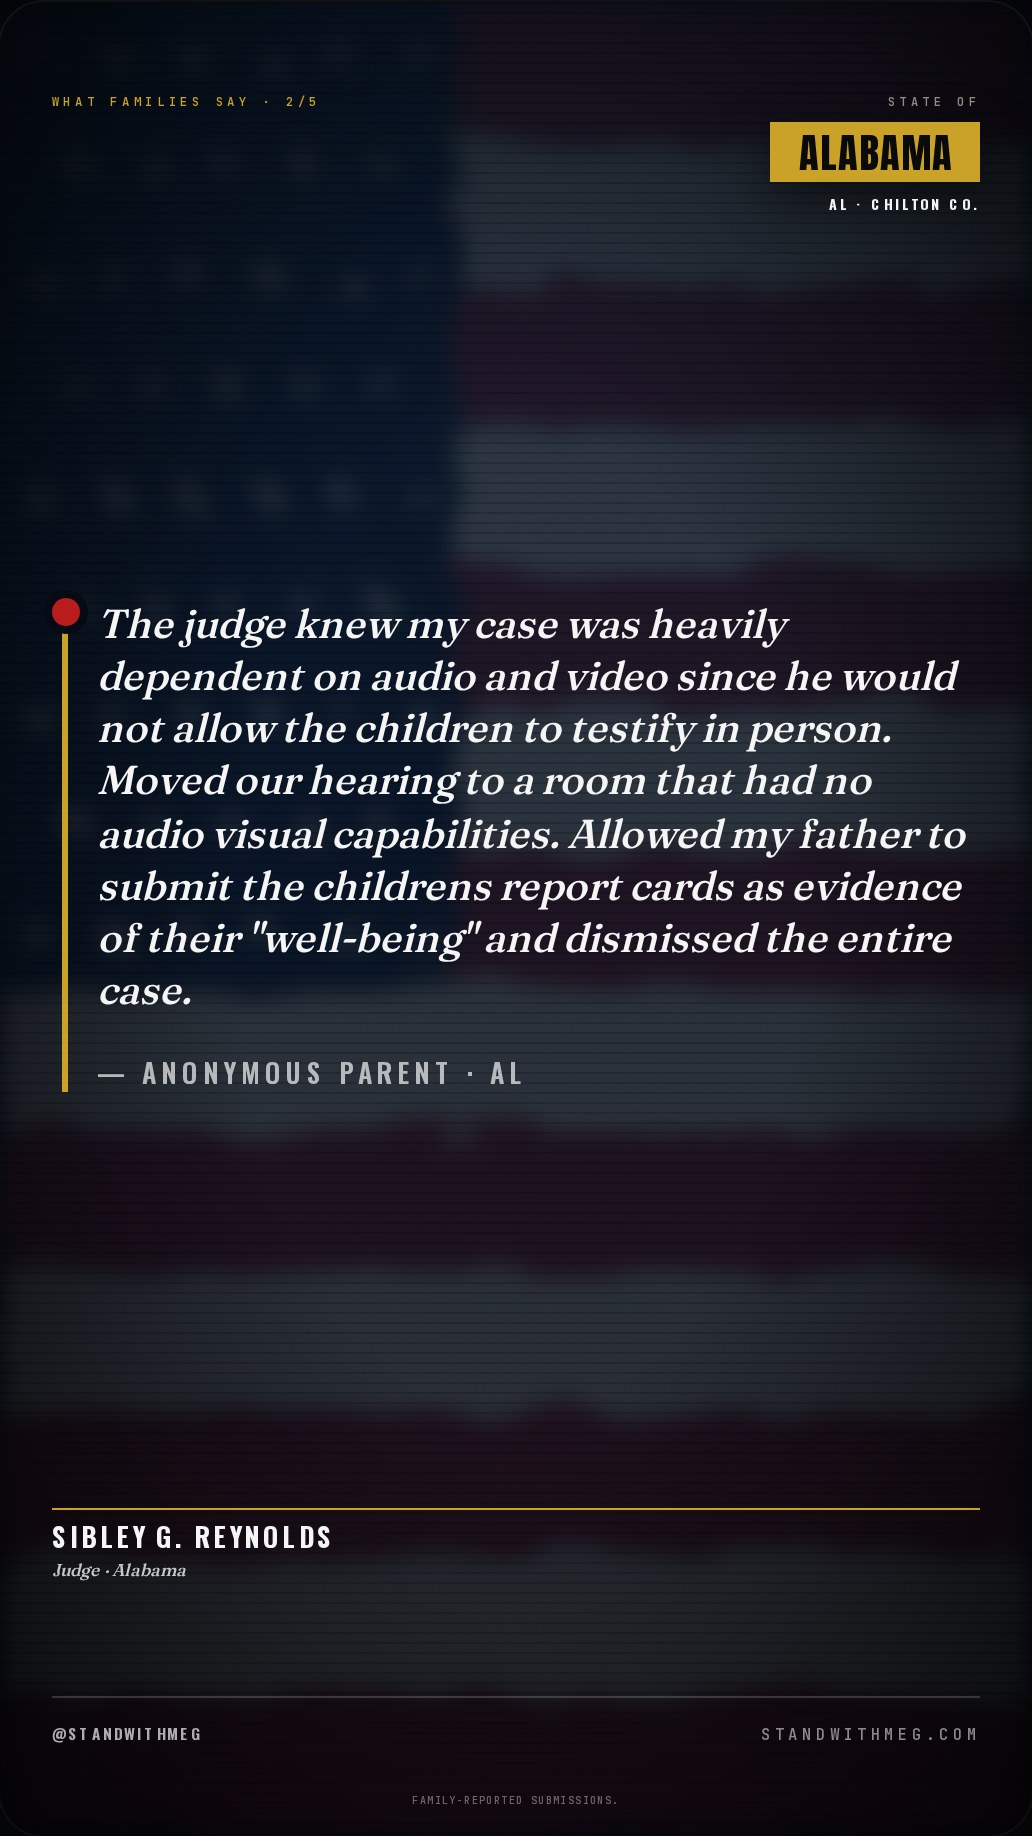 WHAT FAMILIES SAY · 2/5
STATE OF
ALABAMA
AL · CHILTON CO.
The judge knew my case was heavily
dependent on audio and video since he would
not allow the children to testify in person.
Moved our hearing to a room that had no
audio visual capabilities. Allowed my father to
submit the childrens report cards as evidence
of their "well-being" and dismissed the entire
case.
— ANONYMOUS PARENT · AL
SIBLEY G. REYNOLDS
Judge · Alabama
@STANDWITHMEG
STANDWITHMEG.COM
FAMILY-REPORTED SUBMISSIONS.